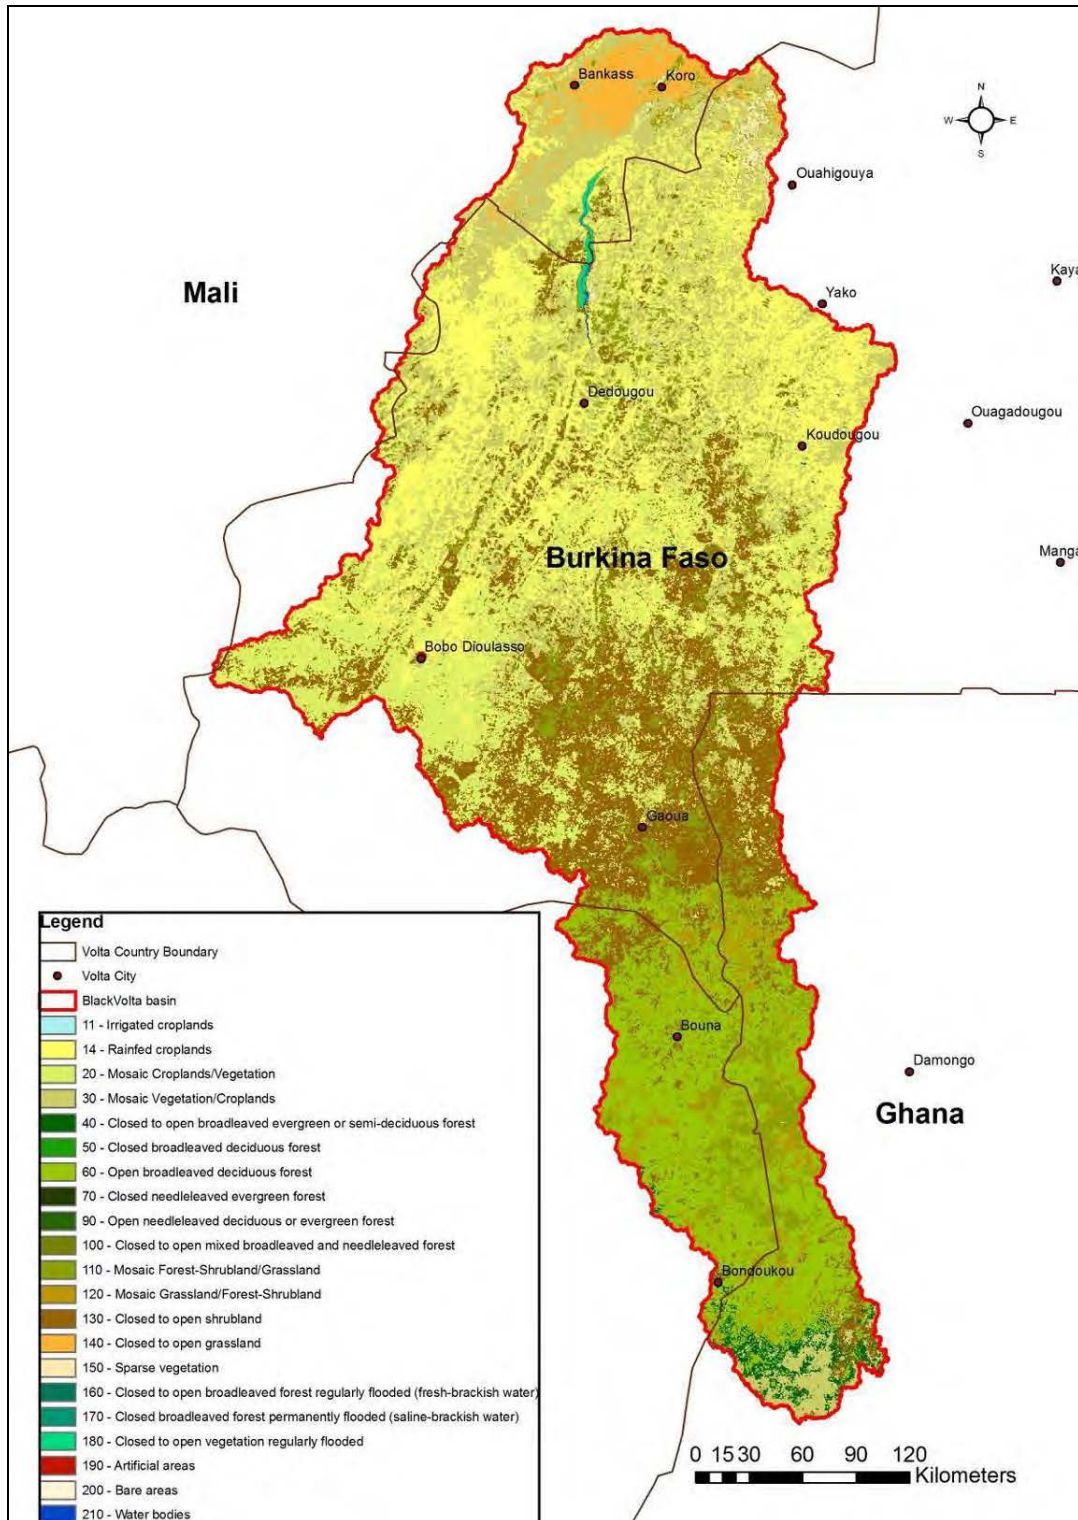 Bankass
Koro
N
W E
S
Ouahigouya
Mali
Kaya
Yako
Dedougou
Ouagadougou
Koudougou
Burkina Faso
Manga
Bobo Dioulasso
Gaoua
Legend
Volta Country Boundary
Volta City
BlackVolta basin
11 - Irrigated croplands
14 - Rainfed croplands
20 - Mosaic Croplands/Vegetation
30 - Mosaic Vegetation/Croplands
40 - Closed to open broadleaved evergreen or semi-deciduous forest
50 - Closed broadleaved deciduous forest
60 - Open broadleaved deciduous forest
70 - Closed needleleaved evergreen forest
90 - Open needleleaved deciduous or evergreen forest
100 - Closed to open mixed broadleaved and needleleaved forest
110 - Mosaic Forest-Shrubland/Grassland
120 - Mosaic Grassland/Forest-Shrubland
130 - Closed to open shrubland
140 - Closed to open grassland
150 - Sparse vegetation
160 - Closed to open broadleaved forest regularly flooded (fresh-brackish water)
170 - Closed broadleaved forest permanently flooded (saline-brackish water)
180 - Closed to open vegetation regularly flooded
190 - Artificial areas
200 - Bare areas
210 - Water bodies
Bouna
Damongo
Ghana
Bondoukou
0 15 30 60 90 120
Kilometers